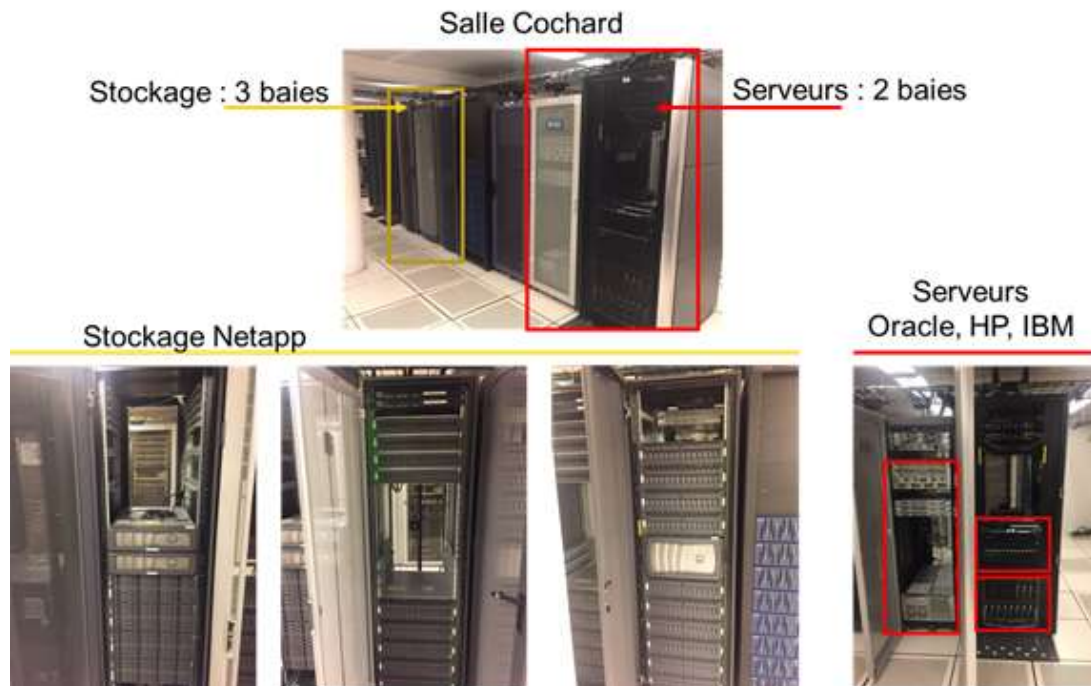 Salle Cochard
Stockage : 3 baies
Serveurs : 2 baies
Stockage Netapp
Serveurs
Oracle, HP, IBM